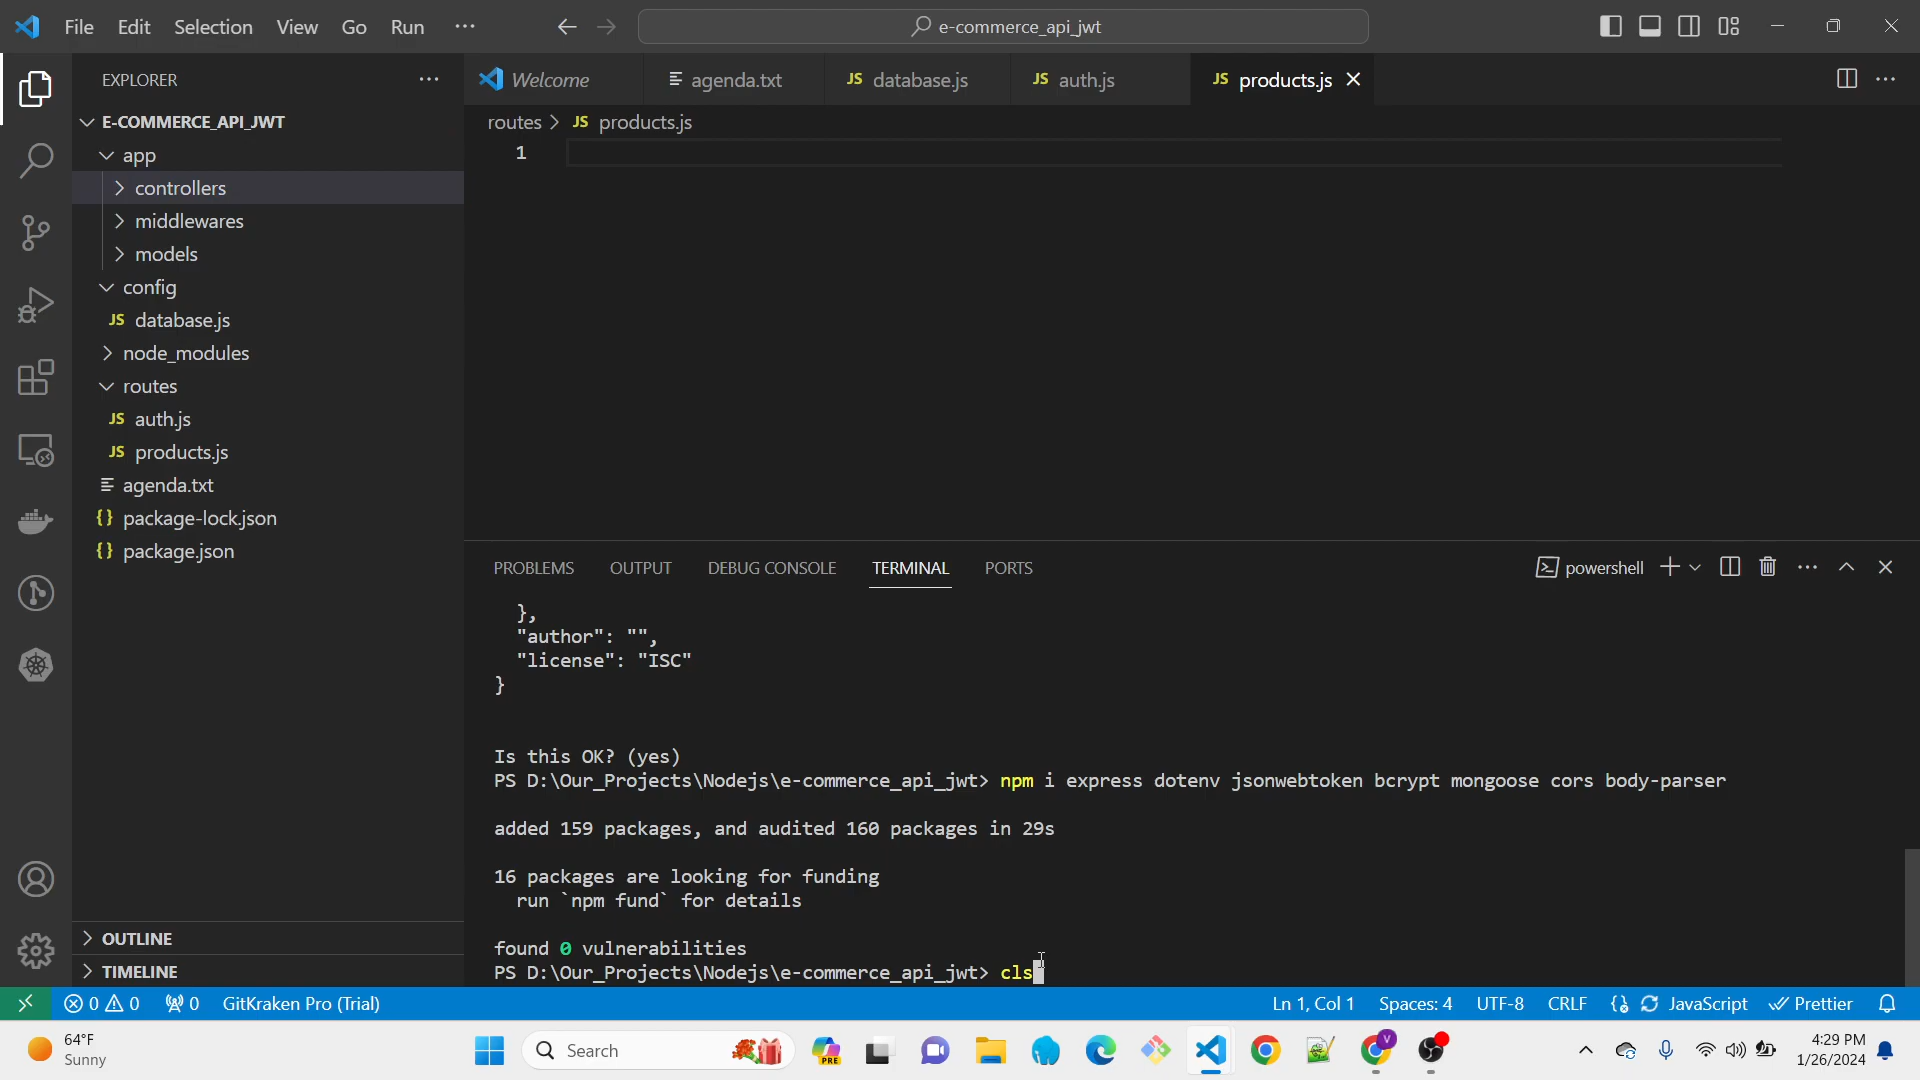 File Edit Selection View Go Run ···
e-commerce_api_jwt
EXPLORER
E-COMMERCE_API_JWT
app
controllers
middlewares
models
config
JS database.js
node_modules
routes
JS auth.js
JS products.js
agenda.txt
{} package-lock.json
{} package.json
OUTLINE
TIMELINE
Welcome
agenda.txt
JS database.js
JS auth.js
JS products.js
routes > JS products.js
1
PROBLEMS OUTPUT DEBUG CONSOLE TERMINAL PORTS
powershell
},
"author": "",
"license": "ISC"
}
Is this OK? (yes)
PS D:\Our_Projects\Nodejs\e-commerce_api_jwt> npm i express dotenv jsonwebtoken bcrypt mongoose cors body-parser
added 159 packages, and audited 160 packages in 29s
16 packages are looking for funding
run `npm fund` for details
found 0 vulnerabilities
PS D:\Our_Projects\Nodejs\e-commerce_api_jwt> cls
0 0 0 GitKraken Pro (Trial)
Ln 1, Col 1 Spaces: 4 UTF-8 CRLF {} JavaScript Prettier
64°F
Sunny
Search
PRE
V
4:29 PM
1/26/2024